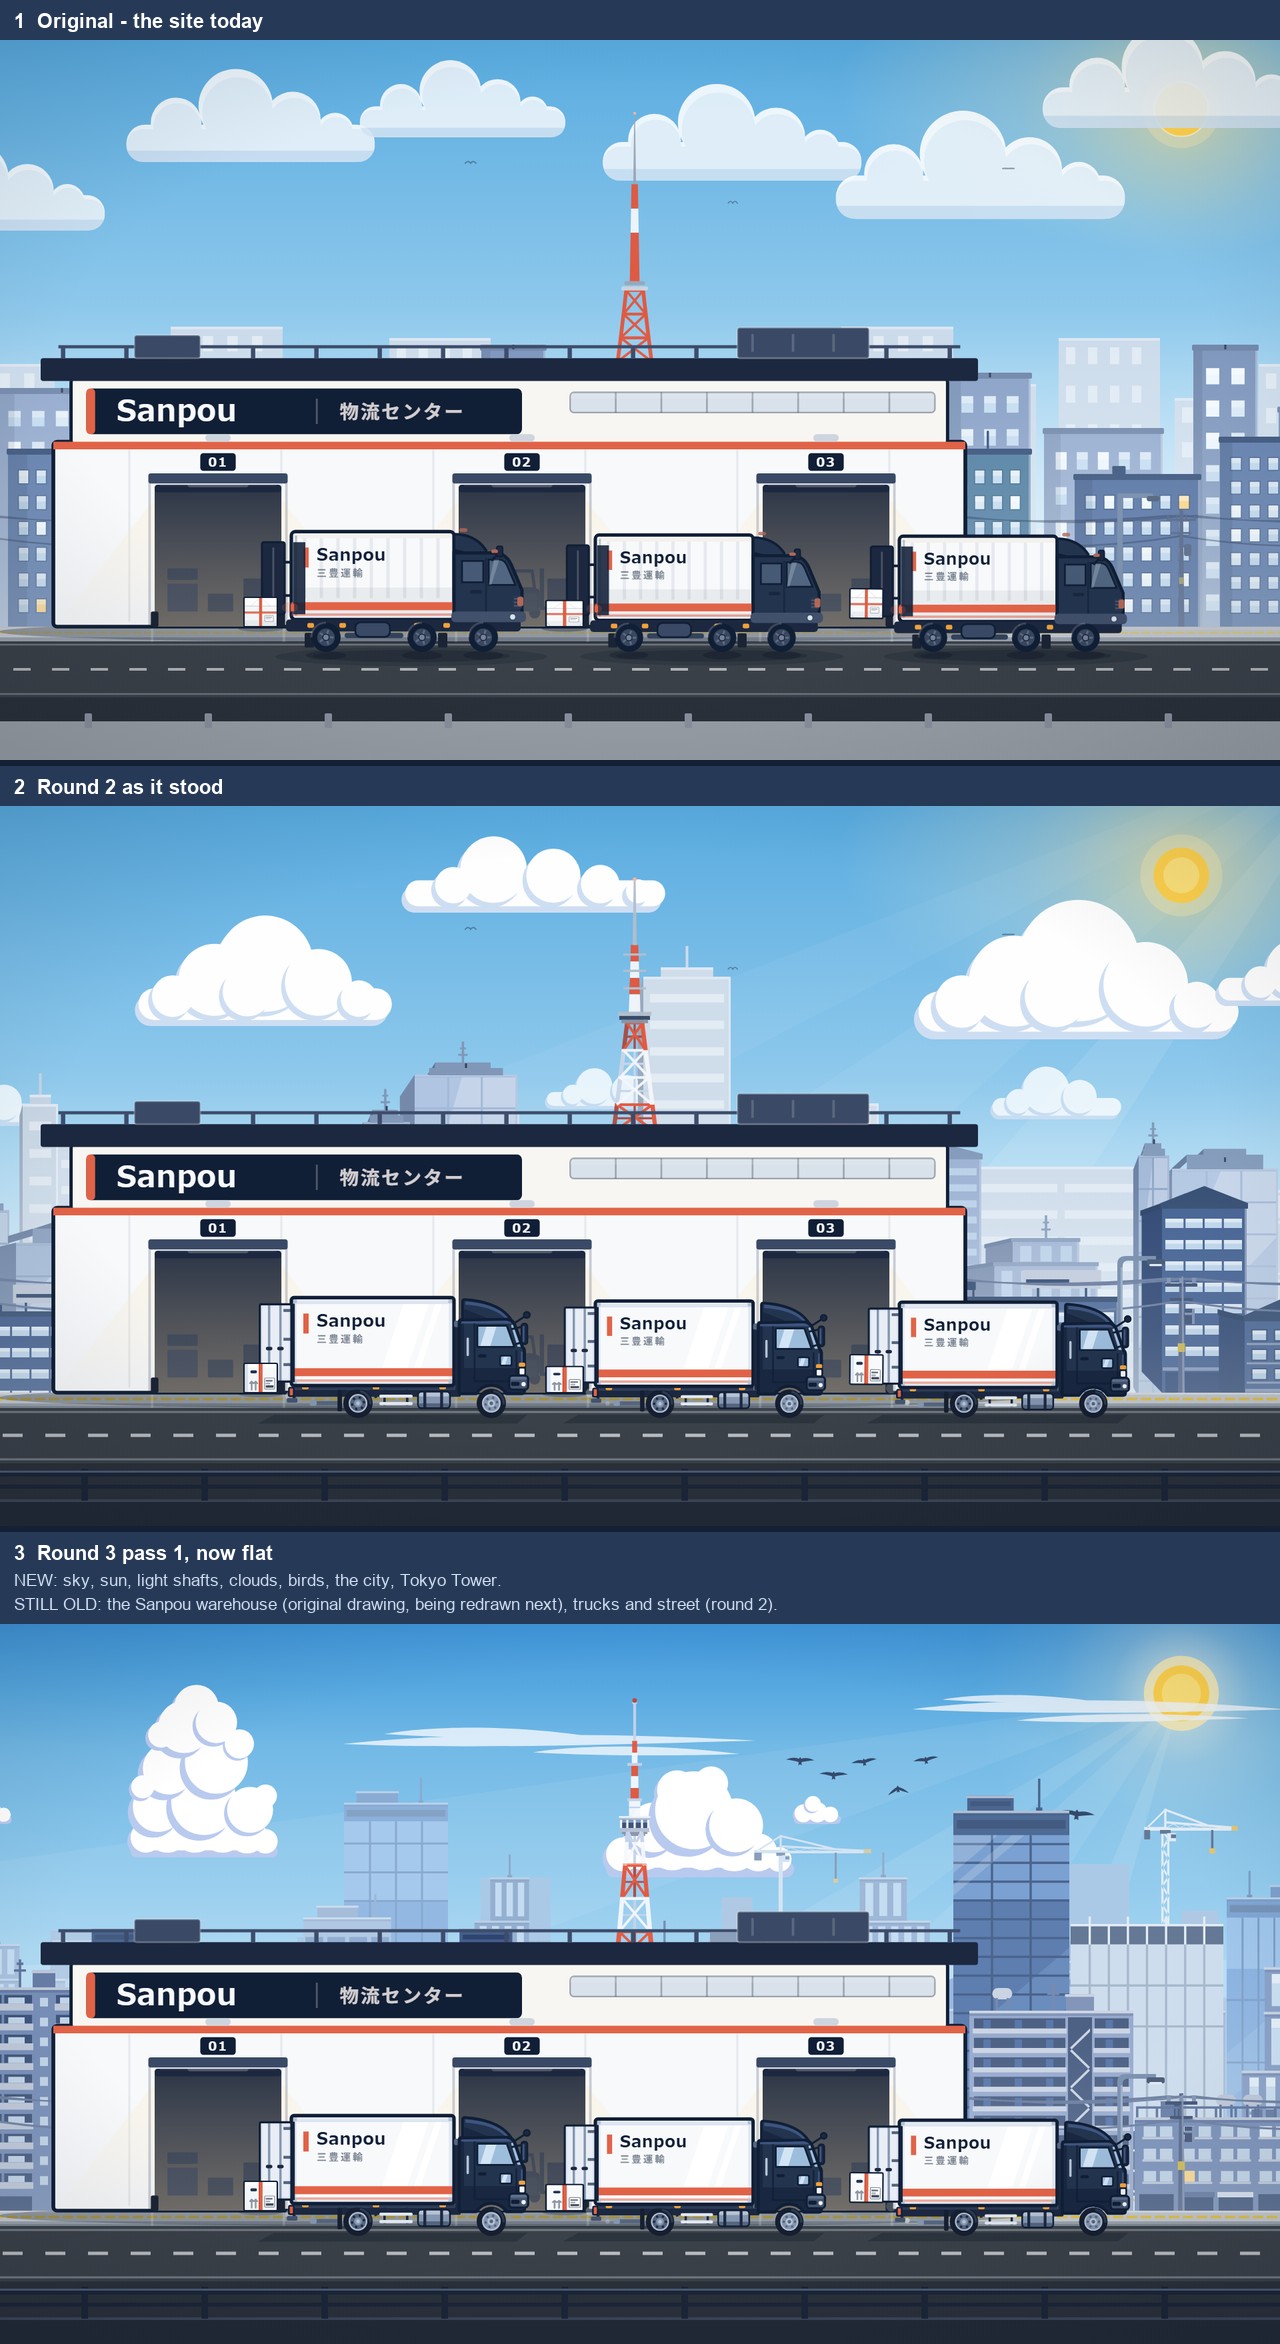 1 Original - the site today
Sanpou 物流センター
01 02 03
Sanpou
三豊運輸
Sanpou
三豊運輸
Sanpou
三豊運輸
2 Round 2 as it stood
Sanpou 物流センター
01 02 03
Sanpou
三豊運輸
Sanpou
三豊運輸
Sanpou
三豊運輸
3 Round 3 pass 1, now flat
NEW: sky, sun, light shafts, clouds, birds, the city, Tokyo Tower.
STILL OLD: the Sanpou warehouse (original drawing, being redrawn next), trucks and street (round 2).
Sanpou 物流センター
01 02 03
Sanpou
三豊運輸
Sanpou
三豊運輸
Sanpou
三豊運輸